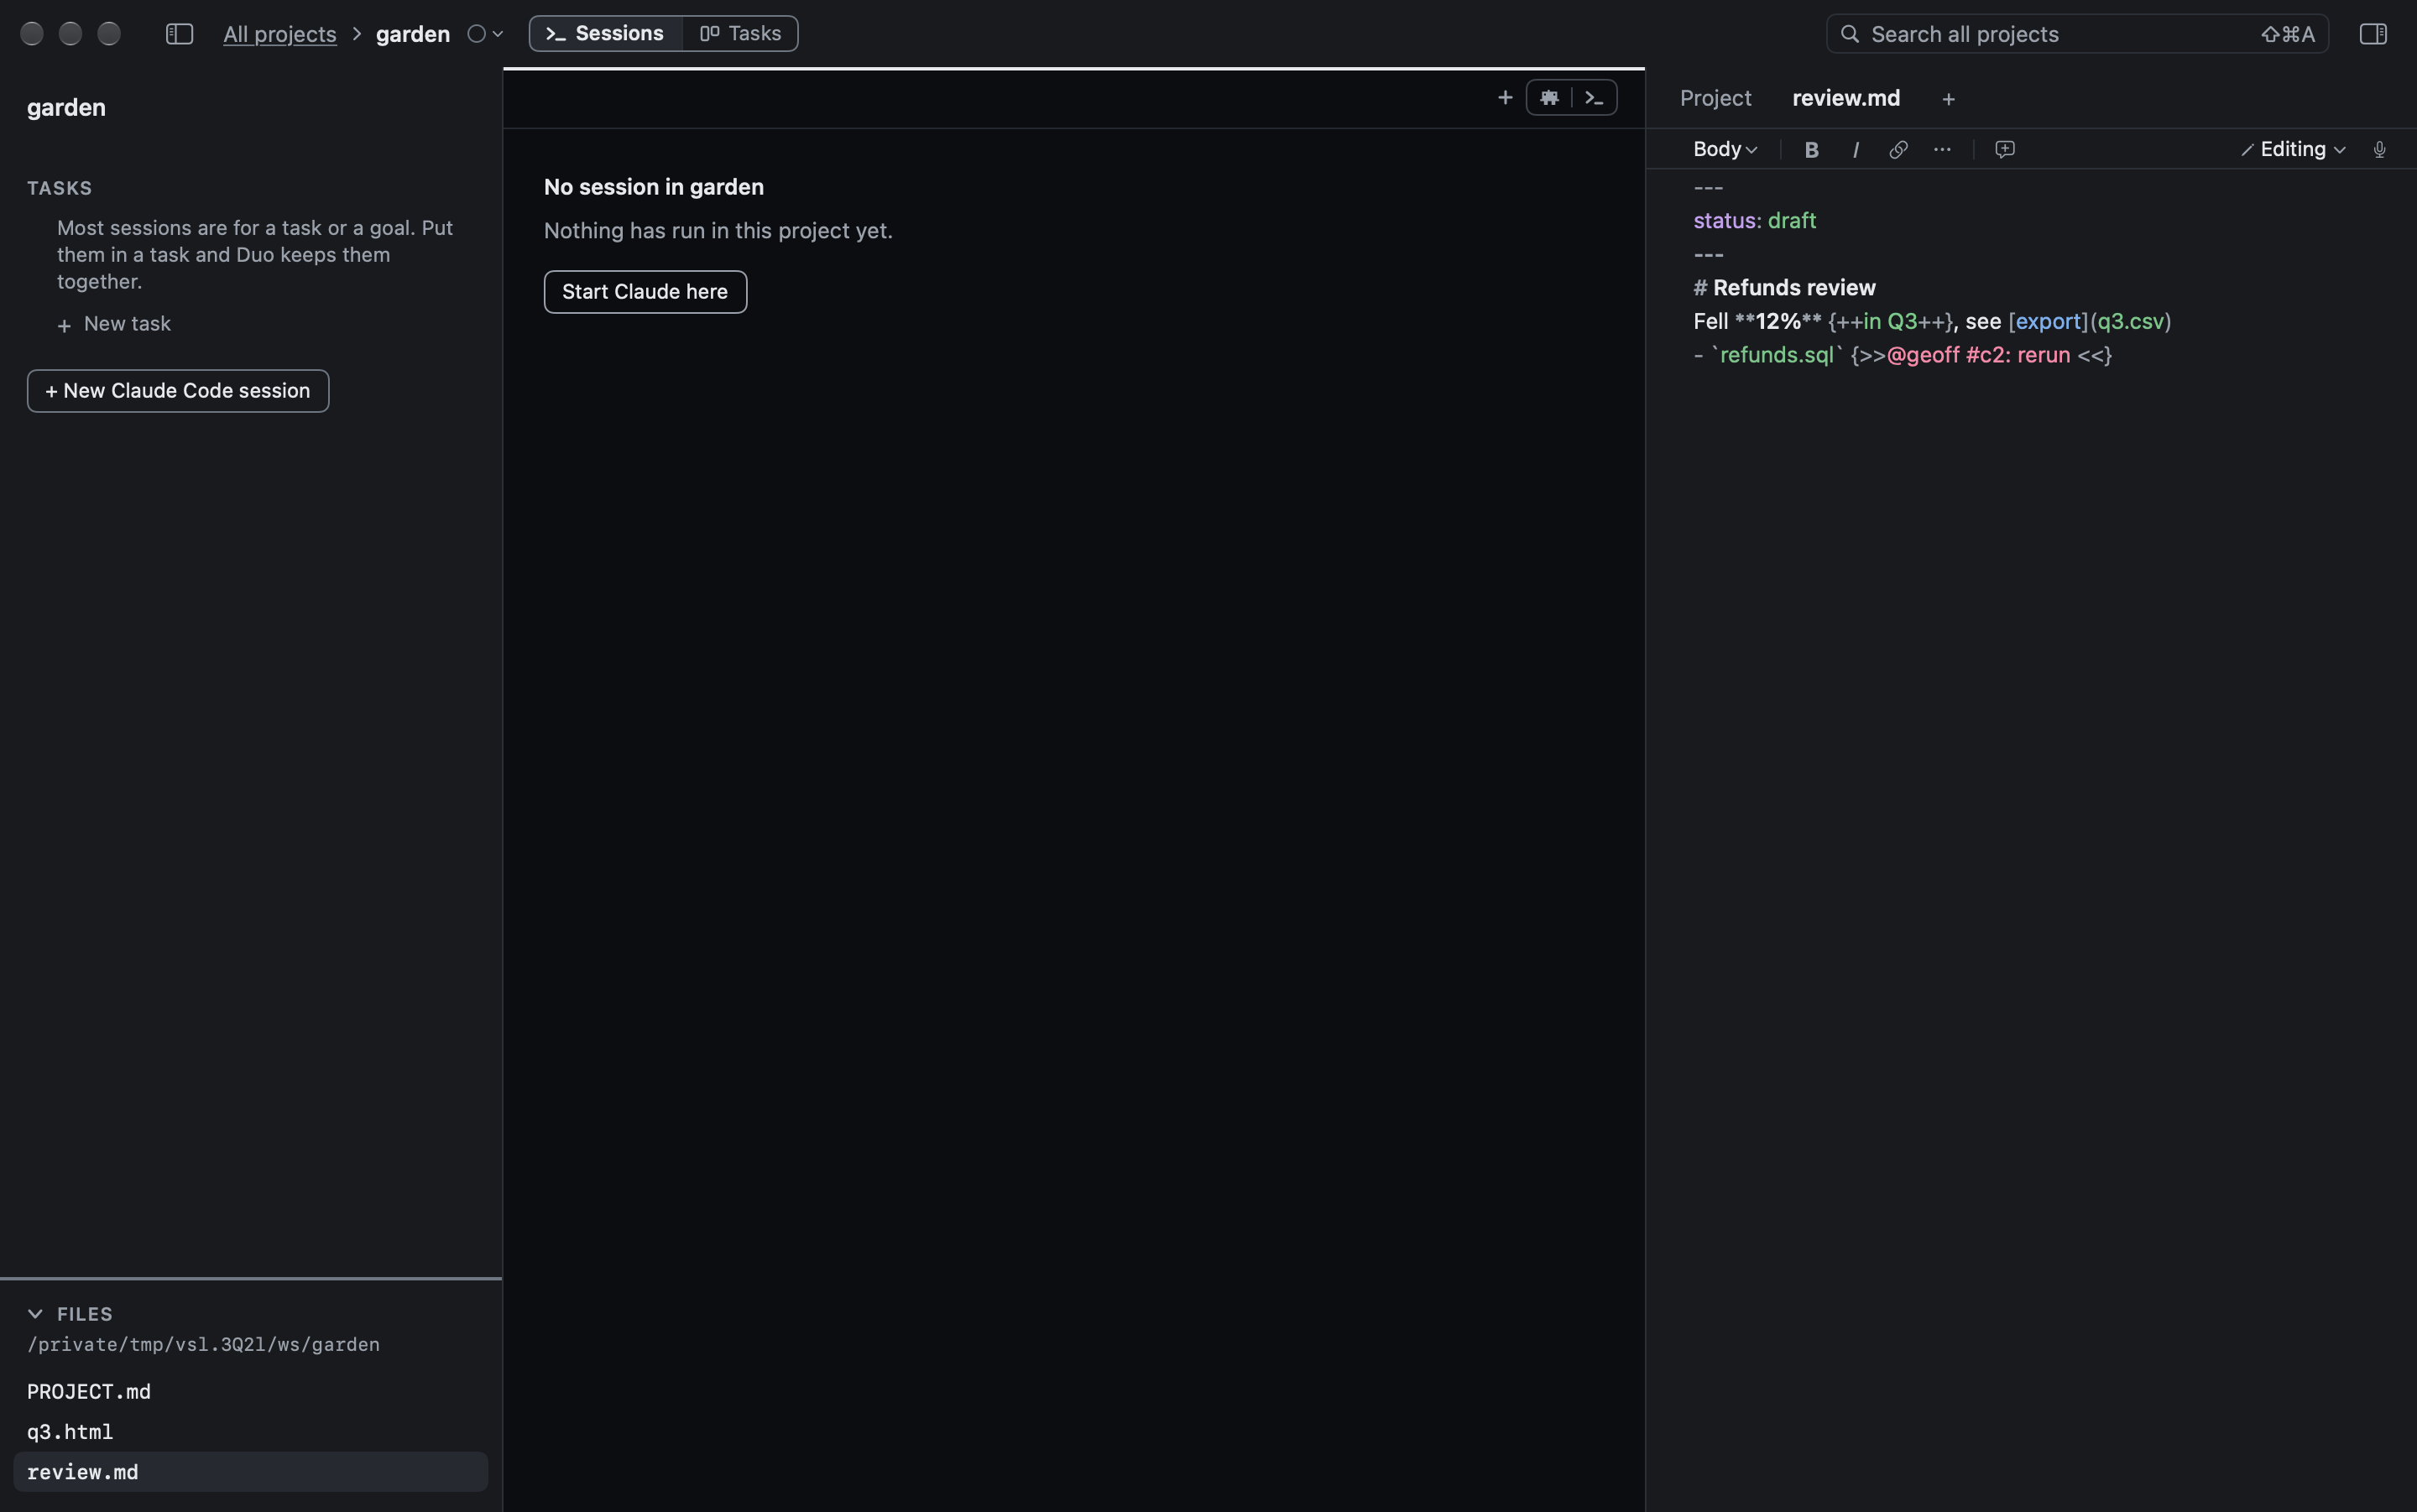 All projects > garden
Sessions
Tasks
Search all projects
⇧⌘A
garden
TASKS
Most sessions are for a task or a goal. Put
them in a task and Duo keeps them
together.
+ New task
+ New Claude Code session
FILES
/private/tmp/vsl.3Q2l/ws/garden
PROJECT.md
q3.html
review.md
No session in garden
Nothing has run in this project yet.
Start Claude here
Project
review.md
+
Body
B
I
Editing
---
status: draft
---
# Refunds review
Fell **12%** {++in Q3++}, see [export](q3.csv)
- `refunds.sql` {>>@geoff #c2: rerun <<}